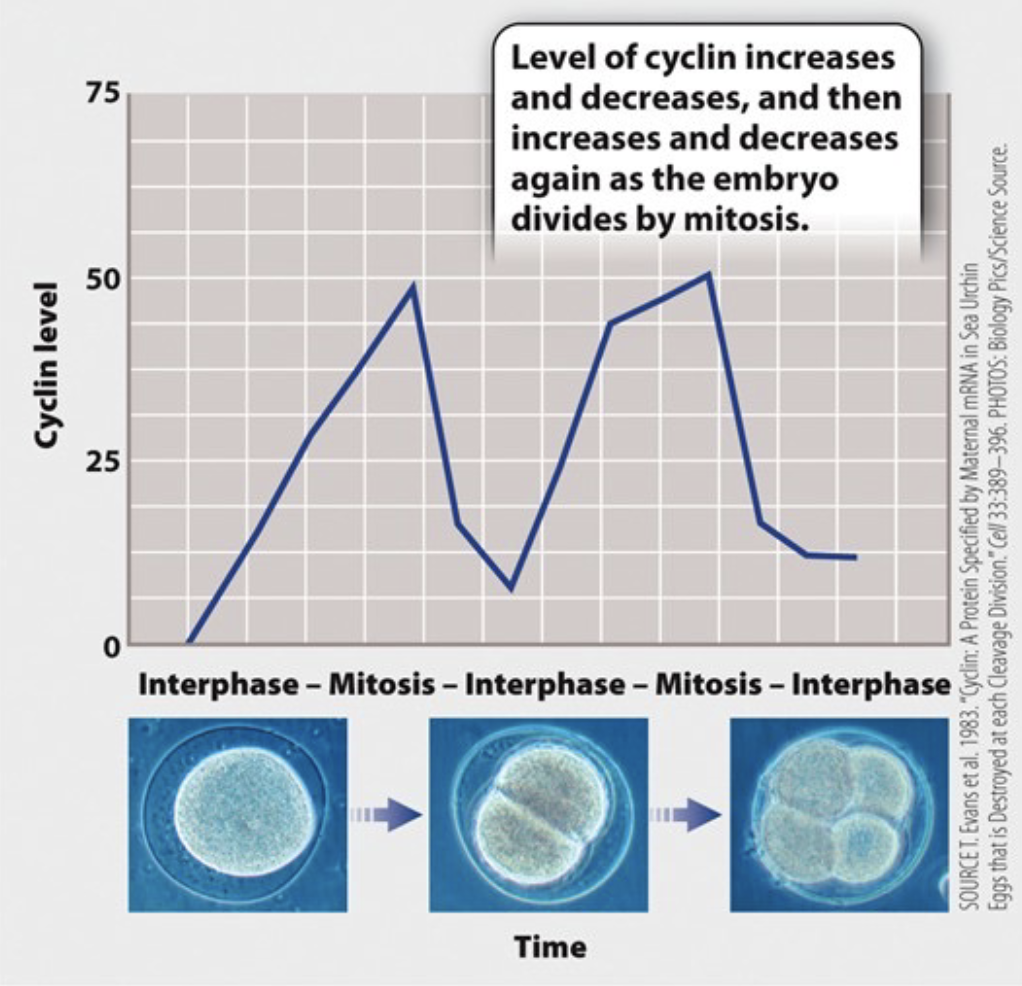 Level of cyclin increases
and decreases, and then
increases and decreases
again as the embryo
divides by mitosis.
75
50
25
0
Cyclin level
Interphase – Mitosis – Interphase – Mitosis – Interphase
Time
SOURCE T. Evans et al. 1983. “Cyclin: A Protein Specified by Maternal mRNA in Sea Urchin
Eggs that is Destroyed at each Cleavage Division.” Cell 33:389–396. PHOTOS: Biology Pics/Science Source.